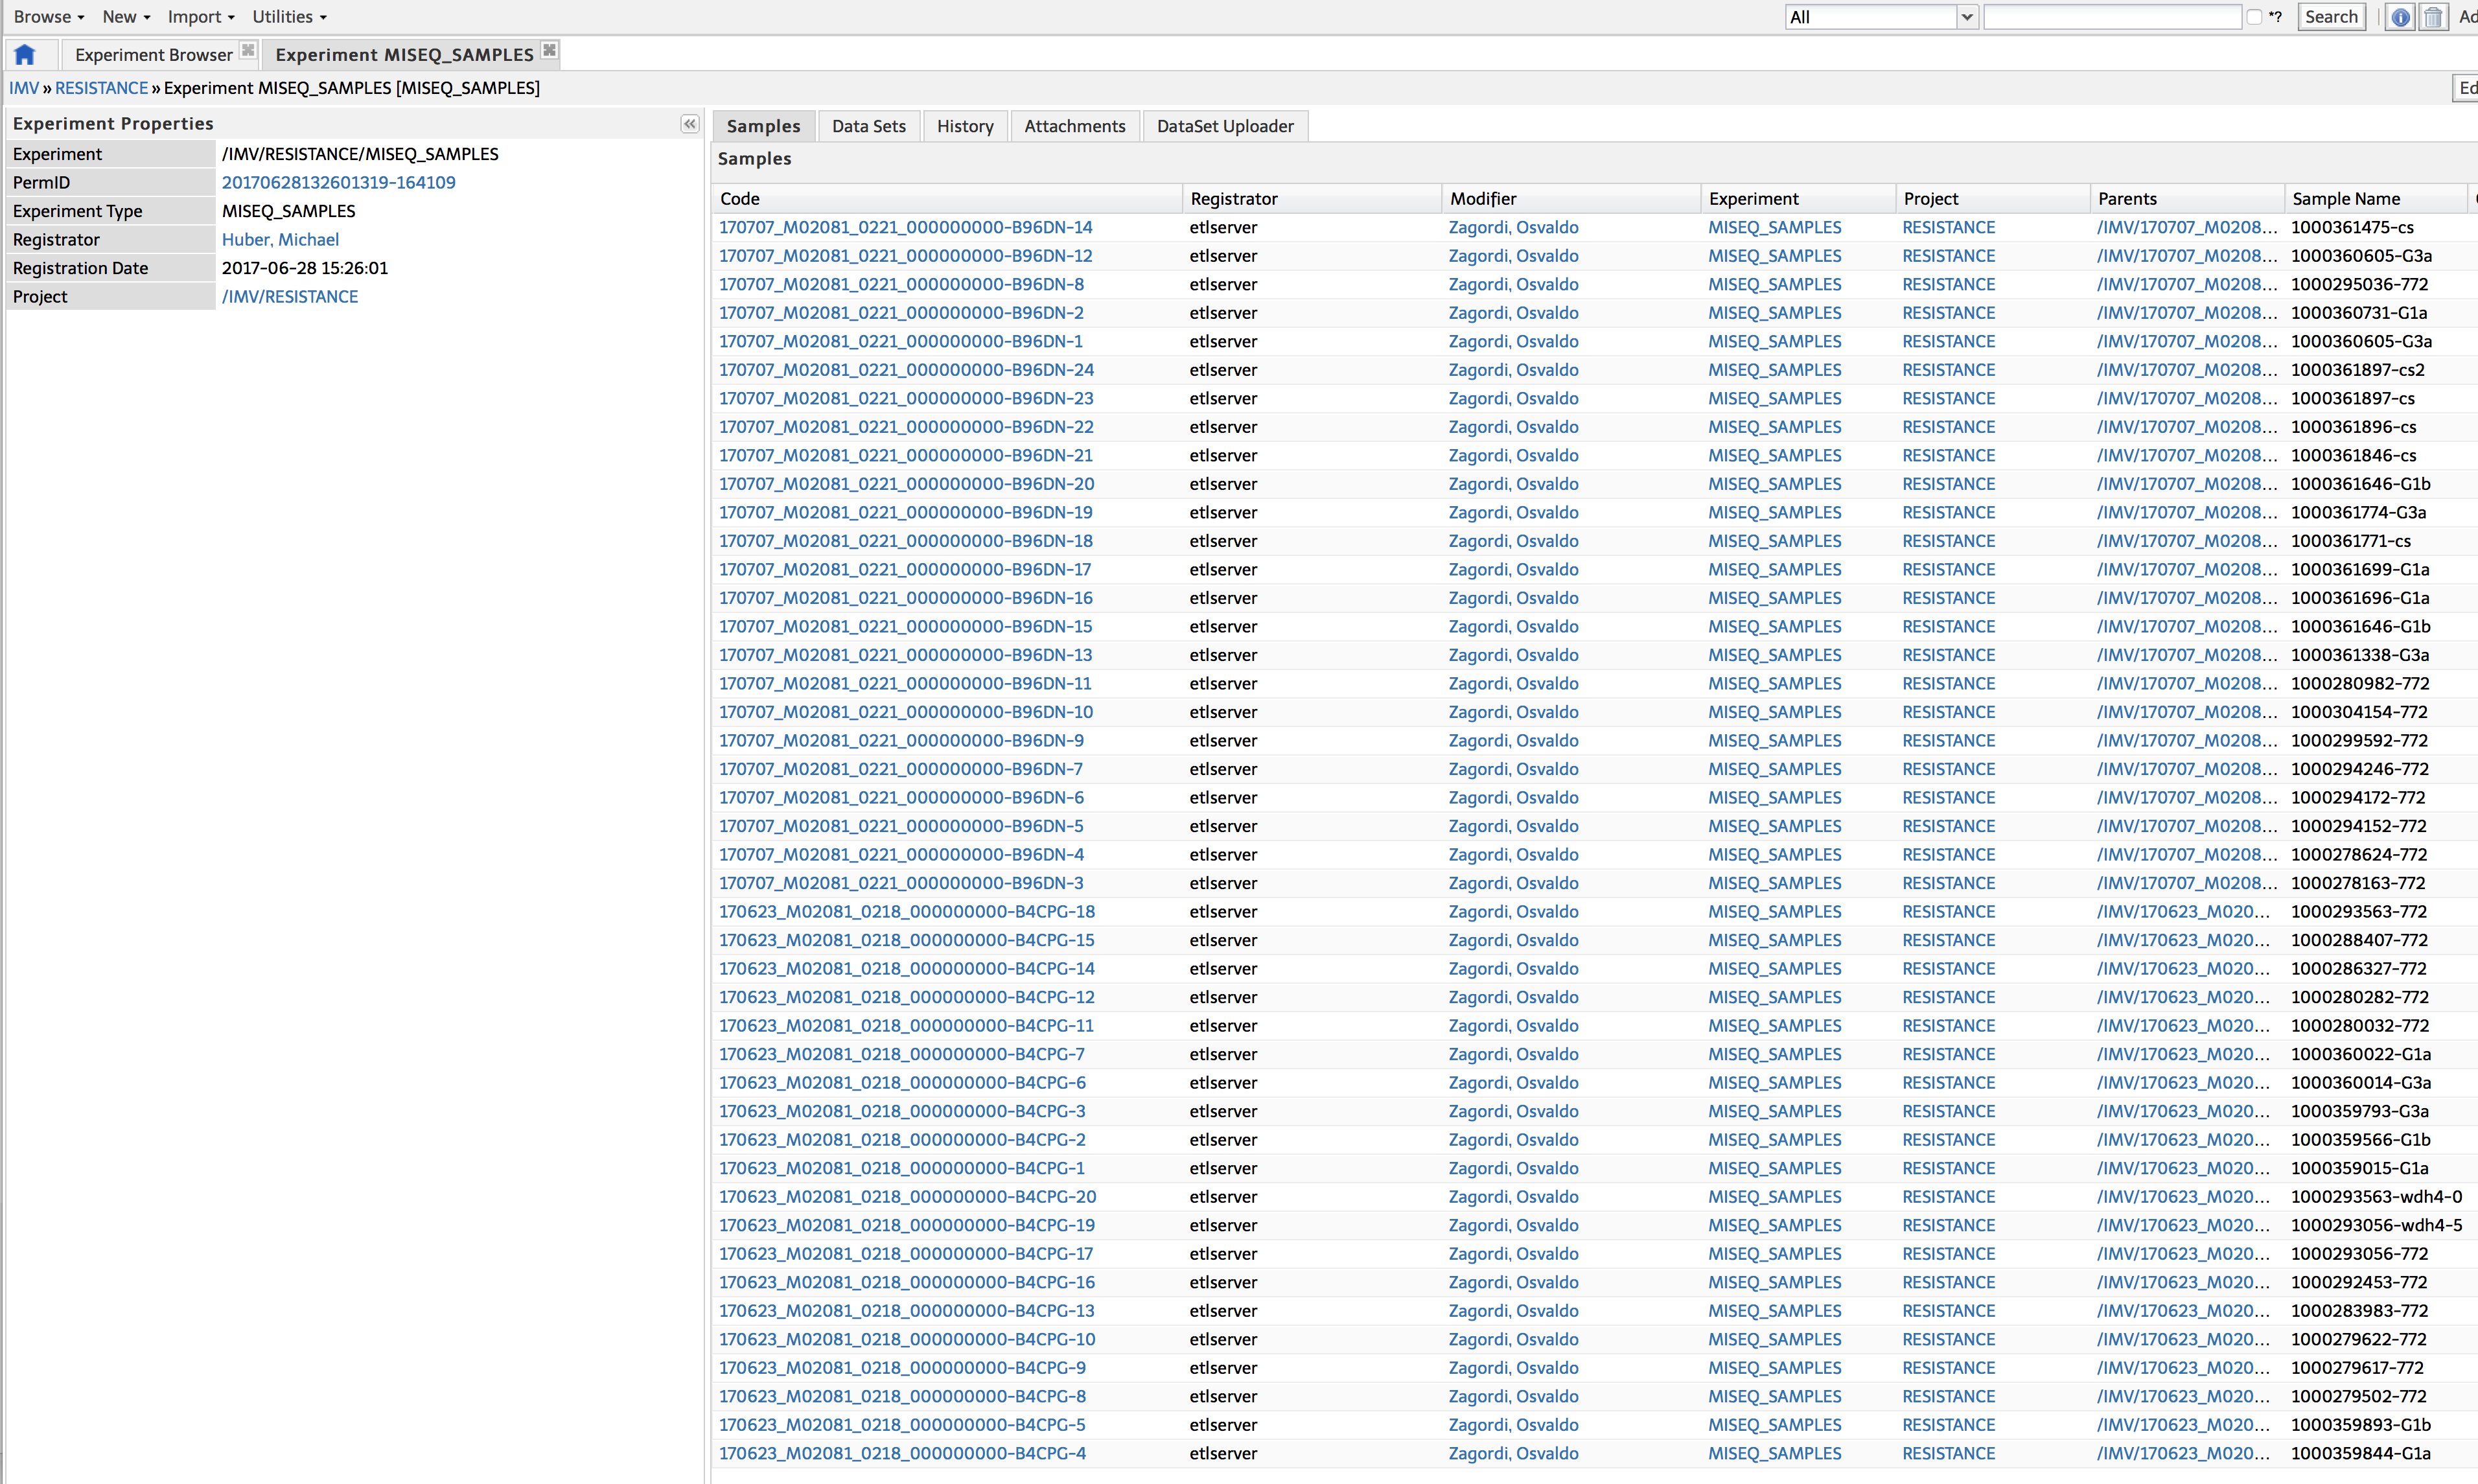 Browse New Import Utilities All *? Search
Experiment Browser Experiment MISEQ_SAMPLES
IMV » RESISTANCE » Experiment MISEQ_SAMPLES [MISEQ_SAMPLES]
Experiment Properties
Experiment /IMV/RESISTANCE/MISEQ_SAMPLES
PermID 20170628132601319-164109
Experiment Type MISEQ_SAMPLES
Registrator Huber, Michael
Registration Date 2017-06-28 15:26:01
Project /IMV/RESISTANCE
Samples Data Sets History Attachments DataSet Uploader
Samples
Code Registrator Modifier Experiment Project Parents Sample Name
170707_M02081_0221_000000000-B96DN-14 etlserver Zagordi, Osvaldo MISEQ_SAMPLES RESISTANCE /IMV/170707_M0208... 1000361475-cs
170707_M02081_0221_000000000-B96DN-12 etlserver Zagordi, Osvaldo MISEQ_SAMPLES RESISTANCE /IMV/170707_M0208... 1000360605-G3a
170707_M02081_0221_000000000-B96DN-8 etlserver Zagordi, Osvaldo MISEQ_SAMPLES RESISTANCE /IMV/170707_M0208... 1000295036-772
170707_M02081_0221_000000000-B96DN-2 etlserver Zagordi, Osvaldo MISEQ_SAMPLES RESISTANCE /IMV/170707_M0208... 1000360731-G1a
170707_M02081_0221_000000000-B96DN-1 etlserver Zagordi, Osvaldo MISEQ_SAMPLES RESISTANCE /IMV/170707_M0208... 1000360605-G3a
170707_M02081_0221_000000000-B96DN-24 etlserver Zagordi, Osvaldo MISEQ_SAMPLES RESISTANCE /IMV/170707_M0208... 1000361897-cs2
170707_M02081_0221_000000000-B96DN-23 etlserver Zagordi, Osvaldo MISEQ_SAMPLES RESISTANCE /IMV/170707_M0208... 1000361897-cs
170707_M02081_0221_000000000-B96DN-22 etlserver Zagordi, Osvaldo MISEQ_SAMPLES RESISTANCE /IMV/170707_M0208... 1000361896-cs
170707_M02081_0221_000000000-B96DN-21 etlserver Zagordi, Osvaldo MISEQ_SAMPLES RESISTANCE /IMV/170707_M0208... 1000361846-cs
170707_M02081_0221_000000000-B96DN-20 etlserver Zagordi, Osvaldo MISEQ_SAMPLES RESISTANCE /IMV/170707_M0208... 1000361646-G1b
170707_M02081_0221_000000000-B96DN-19 etlserver Zagordi, Osvaldo MISEQ_SAMPLES RESISTANCE /IMV/170707_M0208... 1000361774-G3a
170707_M02081_0221_000000000-B96DN-18 etlserver Zagordi, Osvaldo MISEQ_SAMPLES RESISTANCE /IMV/170707_M0208... 1000361771-cs
170707_M02081_0221_000000000-B96DN-17 etlserver Zagordi, Osvaldo MISEQ_SAMPLES RESISTANCE /IMV/170707_M0208... 1000361699-G1a
170707_M02081_0221_000000000-B96DN-16 etlserver Zagordi, Osvaldo MISEQ_SAMPLES RESISTANCE /IMV/170707_M0208... 1000361696-G1a
170707_M02081_0221_000000000-B96DN-15 etlserver Zagordi, Osvaldo MISEQ_SAMPLES RESISTANCE /IMV/170707_M0208... 1000361646-G1b
170707_M02081_0221_000000000-B96DN-13 etlserver Zagordi, Osvaldo MISEQ_SAMPLES RESISTANCE /IMV/170707_M0208... 1000361338-G3a
170707_M02081_0221_000000000-B96DN-11 etlserver Zagordi, Osvaldo MISEQ_SAMPLES RESISTANCE /IMV/170707_M0208... 1000280982-772
170707_M02081_0221_000000000-B96DN-10 etlserver Zagordi, Osvaldo MISEQ_SAMPLES RESISTANCE /IMV/170707_M0208... 1000304154-772
170707_M02081_0221_000000000-B96DN-9 etlserver Zagordi, Osvaldo MISEQ_SAMPLES RESISTANCE /IMV/170707_M0208... 1000299592-772
170707_M02081_0221_000000000-B96DN-7 etlserver Zagordi, Osvaldo MISEQ_SAMPLES RESISTANCE /IMV/170707_M0208... 1000294246-772
170707_M02081_0221_000000000-B96DN-6 etlserver Zagordi, Osvaldo MISEQ_SAMPLES RESISTANCE /IMV/170707_M0208... 1000294172-772
170707_M02081_0221_000000000-B96DN-5 etlserver Zagordi, Osvaldo MISEQ_SAMPLES RESISTANCE /IMV/170707_M0208... 1000294152-772
170707_M02081_0221_000000000-B96DN-4 etlserver Zagordi, Osvaldo MISEQ_SAMPLES RESISTANCE /IMV/170707_M0208... 1000278624-772
170707_M02081_0221_000000000-B96DN-3 etlserver Zagordi, Osvaldo MISEQ_SAMPLES RESISTANCE /IMV/170707_M0208... 1000278163-772
170623_M02081_0218_000000000-B4CPG-18 etlserver Zagordi, Osvaldo MISEQ_SAMPLES RESISTANCE /IMV/170623_M020... 1000293563-772
170623_M02081_0218_000000000-B4CPG-15 etlserver Zagordi, Osvaldo MISEQ_SAMPLES RESISTANCE /IMV/170623_M020... 1000288407-772
170623_M02081_0218_000000000-B4CPG-14 etlserver Zagordi, Osvaldo MISEQ_SAMPLES RESISTANCE /IMV/170623_M020... 1000286327-772
170623_M02081_0218_000000000-B4CPG-12 etlserver Zagordi, Osvaldo MISEQ_SAMPLES RESISTANCE /IMV/170623_M020... 1000280282-772
170623_M02081_0218_000000000-B4CPG-11 etlserver Zagordi, Osvaldo MISEQ_SAMPLES RESISTANCE /IMV/170623_M020... 1000280032-772
170623_M02081_0218_000000000-B4CPG-7 etlserver Zagordi, Osvaldo MISEQ_SAMPLES RESISTANCE /IMV/170623_M020... 1000360022-G1a
170623_M02081_0218_000000000-B4CPG-6 etlserver Zagordi, Osvaldo MISEQ_SAMPLES RESISTANCE /IMV/170623_M020... 1000360014-G3a
170623_M02081_0218_000000000-B4CPG-3 etlserver Zagordi, Osvaldo MISEQ_SAMPLES RESISTANCE /IMV/170623_M020... 1000359793-G3a
170623_M02081_0218_000000000-B4CPG-2 etlserver Zagordi, Osvaldo MISEQ_SAMPLES RESISTANCE /IMV/170623_M020... 1000359566-G1b
170623_M02081_0218_000000000-B4CPG-1 etlserver Zagordi, Osvaldo MISEQ_SAMPLES RESISTANCE /IMV/170623_M020... 1000359015-G1a
170623_M02081_0218_000000000-B4CPG-20 etlserver Zagordi, Osvaldo MISEQ_SAMPLES RESISTANCE /IMV/170623_M020... 1000293563-wdh4-0
170623_M02081_0218_000000000-B4CPG-19 etlserver Zagordi, Osvaldo MISEQ_SAMPLES RESISTANCE /IMV/170623_M020... 1000293056-wdh4-5
170623_M02081_0218_000000000-B4CPG-17 etlserver Zagordi, Osvaldo MISEQ_SAMPLES RESISTANCE /IMV/170623_M020... 1000293056-772
170623_M02081_0218_000000000-B4CPG-16 etlserver Zagordi, Osvaldo MISEQ_SAMPLES RESISTANCE /IMV/170623_M020... 1000292453-772
170623_M02081_0218_000000000-B4CPG-13 etlserver Zagordi, Osvaldo MISEQ_SAMPLES RESISTANCE /IMV/170623_M020... 1000283983-772
170623_M02081_0218_000000000-B4CPG-10 etlserver Zagordi, Osvaldo MISEQ_SAMPLES RESISTANCE /IMV/170623_M020... 1000279622-772
170623_M02081_0218_000000000-B4CPG-9 etlserver Zagordi, Osvaldo MISEQ_SAMPLES RESISTANCE /IMV/170623_M020... 1000279617-772
170623_M02081_0218_000000000-B4CPG-8 etlserver Zagordi, Osvaldo MISEQ_SAMPLES RESISTANCE /IMV/170623_M020... 1000279502-772
170623_M02081_0218_000000000-B4CPG-5 etlserver Zagordi, Osvaldo MISEQ_SAMPLES RESISTANCE /IMV/170623_M020... 1000359893-G1b
170623_M02081_0218_000000000-B4CPG-4 etlserver Zagordi, Osvaldo MISEQ_SAMPLES RESISTANCE /IMV/170623_M020... 1000359844-G1a